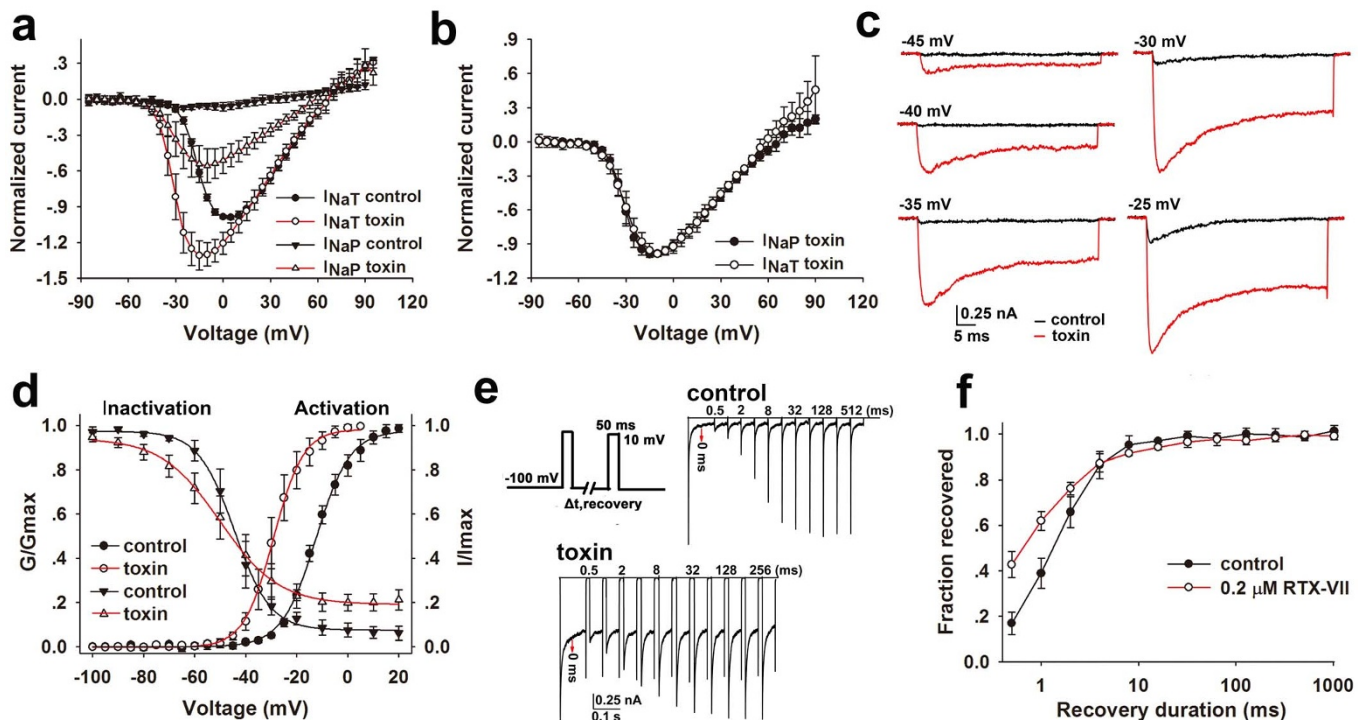 a
Normalized current
.3
0.0
-.3
-.6
-.9
-1.2
-1.5
-90 -60 -30 0 30 60 90 120
Voltage (mV)
INaT control
INaT toxin
INaP control
INaP toxin
b
Normalized current
.9
.6
.3
0.0
-.3
-.6
-.9
-1.2
-90 -60 -30 0 30 60 90 120
Voltage (mV)
INaP toxin
INaT toxin
c
-45 mV
-30 mV
-40 mV
-35 mV
-25 mV
0.25 nA
5 ms
control
toxin
d
Inactivation Activation
G/Gmax
1.0
.8
.6
.4
.2
0.0
control
toxin
control
toxin
I/Imax
1.0
.8
.6
.4
.2
0.0
-100 -80 -60 -40 -20 0 20
Voltage (mV)
e
50 ms
10 mV
-100 mV
Δt,recovery
control
0.5 2 8 32 128 512 (ms)
0 ms
toxin
0.5 2 8 32 128 256 (ms)
0 ms
0.25 nA
0.1 s
f
Fraction recovered
1.0
.8
.6
.4
.2
0.0
control
0.2 μM RTX-VII
1 10 100 1000
Recovery duration (ms)